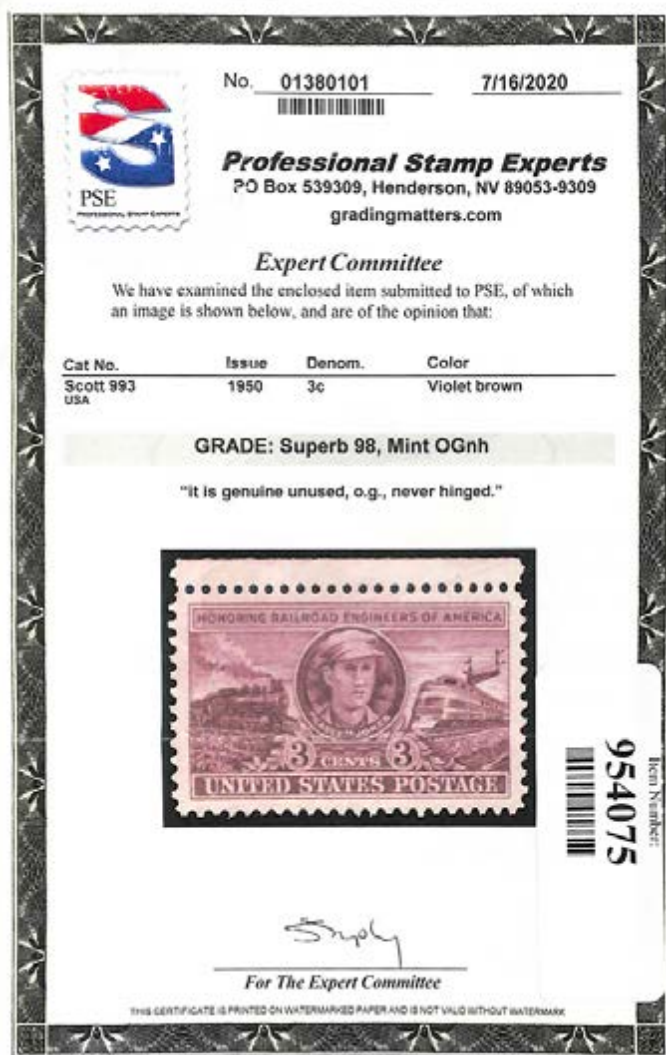 No. 01380101 7/16/2020
PSE
PROFESSIONAL STAMP EXPERTS
Professional Stamp Experts
PO Box 539309, Henderson, NV 89053-9309
gradingmatters.com
Expert Committee
We have examined the enclosed item submitted to PSE, of which
an image is shown below, and are of the opinion that:
Cat No. Issue Denom. Color
Scott 993 1950 3c Violet brown
USA
GRADE: Superb 98, Mint OGnh
"it is genuine unused, o.g., never hinged."
HONORING RAILROAD ENGINEERS OF AMERICA
3 CENTS 3
UNITED STATES POSTAGE
Item Number:
954075
For The Expert Committee
THIS CERTIFICATE IS PRINTED ON WATERMARKED PAPER AND IS NOT VALID WITHOUT WATERMARK